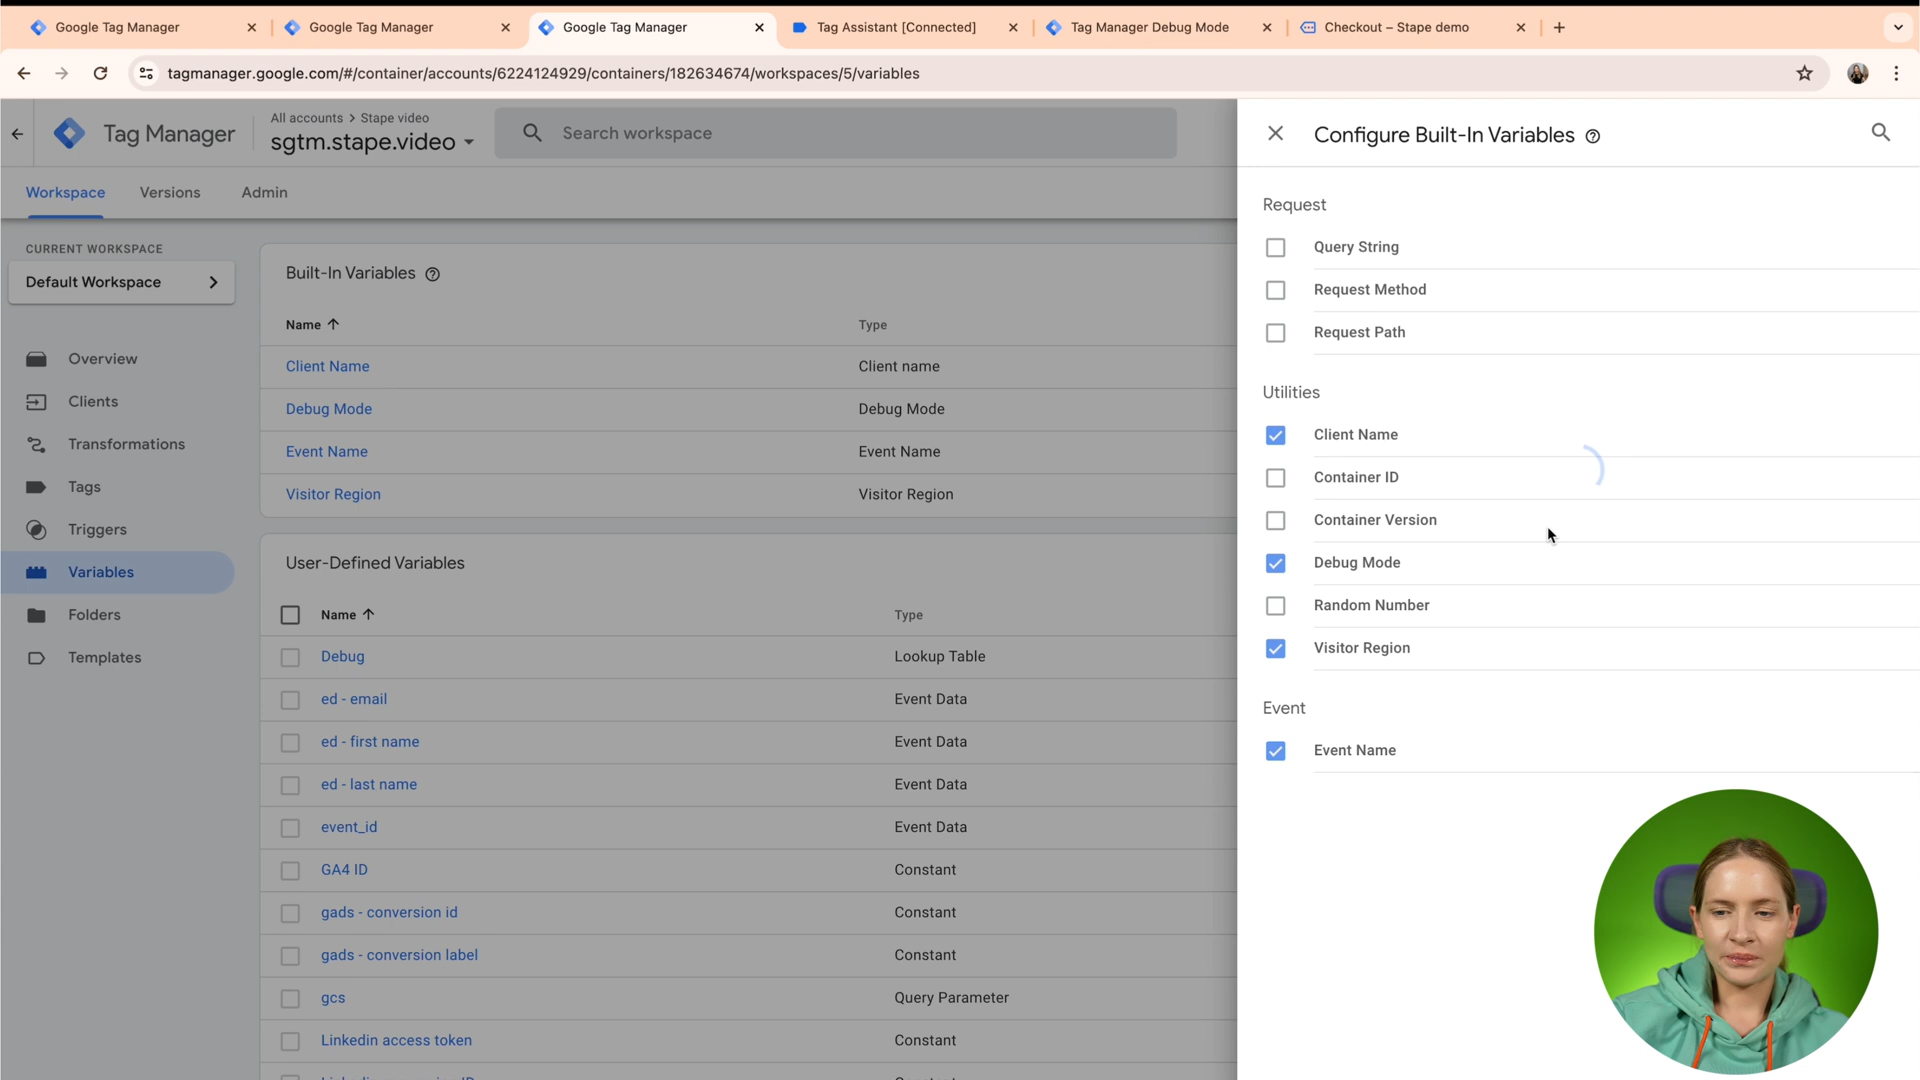 Google Tag Manager
Google Tag Manager
Google Tag Manager
Tag Assistant [Connected]
Tag Manager Debug Mode
Checkout – Stape demo
tagmanager.google.com/#/container/accounts/6224124929/containers/182634674/workspaces/5/variables
Tag Manager
All accounts > Stape video
sgtm.stape.video
Search workspace
Workspace
Versions
Admin
CURRENT WORKSPACE
Default Workspace
Overview
Clients
Transformations
Tags
Triggers
Variables
Folders
Templates
Built-In Variables
Name
Type
Client Name
Client name
Debug Mode
Debug Mode
Event Name
Event Name
Visitor Region
Visitor Region
User-Defined Variables
Name
Type
Debug
Lookup Table
ed - email
Event Data
ed - first name
Event Data
ed - last name
Event Data
event_id
Event Data
GA4 ID
Constant
gads - conversion id
Constant
gads - conversion label
Constant
gcs
Query Parameter
Linkedin access token
Constant
Configure Built-In Variables
Request
Query String
Request Method
Request Path
Utilities
Client Name
Container ID
Container Version
Debug Mode
Random Number
Visitor Region
Event
Event Name